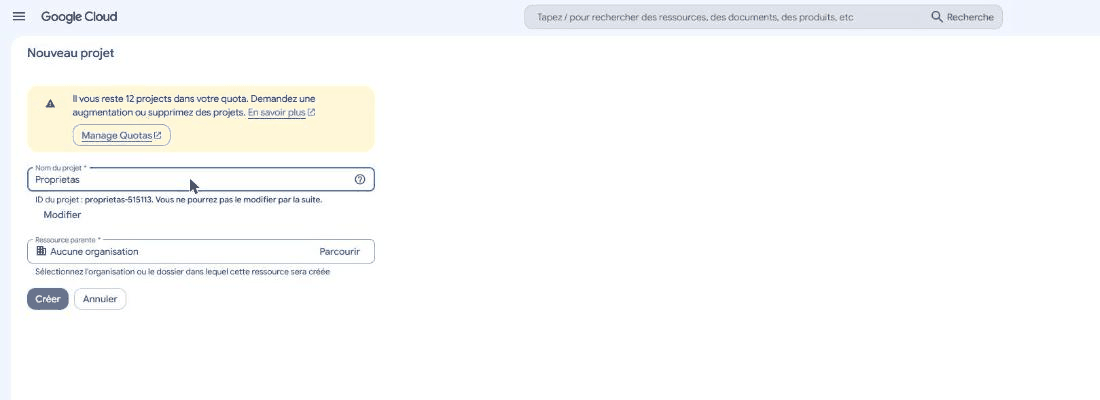 Google Cloud
Tapez / pour rechercher des ressources, des documents, des produits, etc
Recherche
Nouveau projet
Il vous reste 12 projects dans votre quota. Demandez une
augmentation ou supprimez des projets. En savoir plus
Manage Quotas
Nom du projet *
Proprietas
ID du projet : proprietas-515113. Vous ne pourrez pas le modifier par la suite.
Modifier
Ressource parente *
Aucune organisation
Parcourir
Sélectionnez l'organisation ou le dossier dans lequel cette ressource sera créée
Créer
Annuler